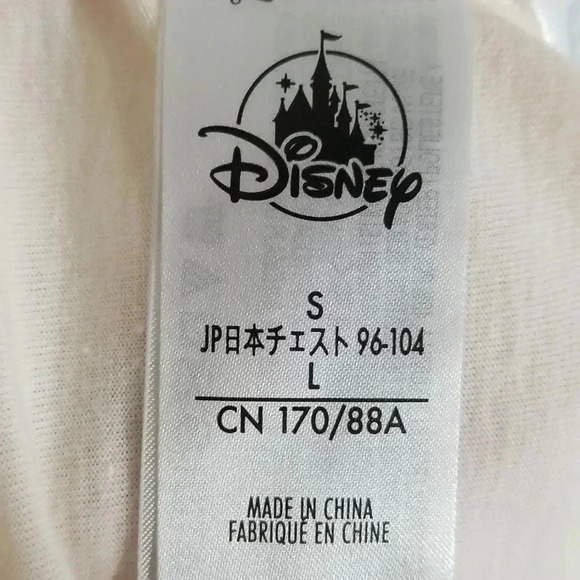 Disney
S
JP日本チェスト 96-104
L
CN 170/88A
MADE IN CHINA
FABRIQUÉ EN CHINE